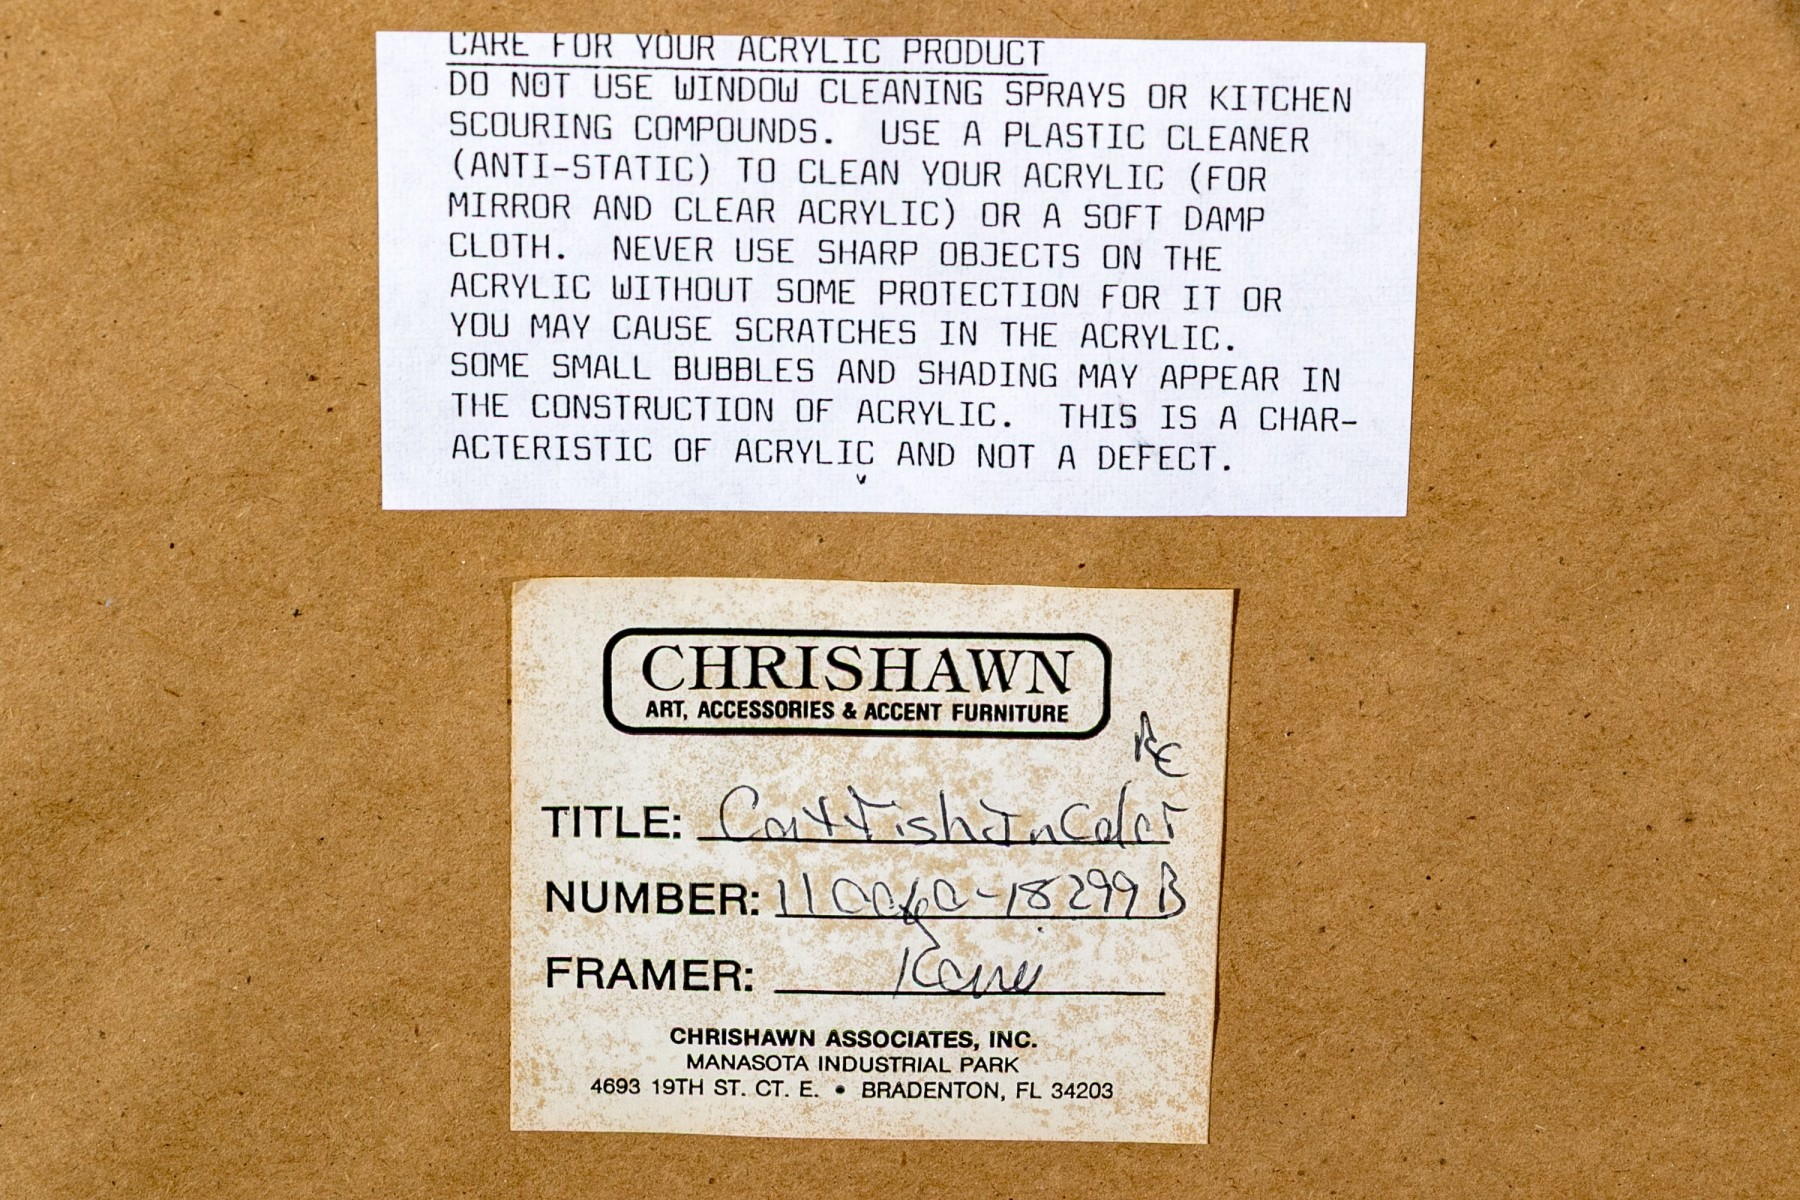 CARE FOR YOUR ACRYLIC PRODUCT
DO NOT USE WINDOW CLEANING SPRAYS OR KITCHEN
SCOURING COMPOUNDS. USE A PLASTIC CLEANER
(ANTI-STATIC) TO CLEAN YOUR ACRYLIC (FOR
MIRROR AND CLEAR ACRYLIC) OR A SOFT DAMP
CLOTH. NEVER USE SHARP OBJECTS ON THE
ACRYLIC WITHOUT SOME PROTECTION FOR IT OR
YOU MAY CAUSE SCRATCHES IN THE ACRYLIC.
SOME SMALL BUBBLES AND SHADING MAY APPEAR IN
THE CONSTRUCTION OF ACRYLIC. THIS IS A CHAR-
ACTERISTIC OF ACRYLIC AND NOT A DEFECT.
CHRISHAWN
ART, ACCESSORIES & ACCENT FURNITURE
TITLE: In Color
NUMBER:
FRAMER:
CHRISHAWN ASSOCIATES, INC.
MANASOTA INDUSTRIAL PARK
4693 19TH ST. CT. E. • BRADENTON, FL 34203